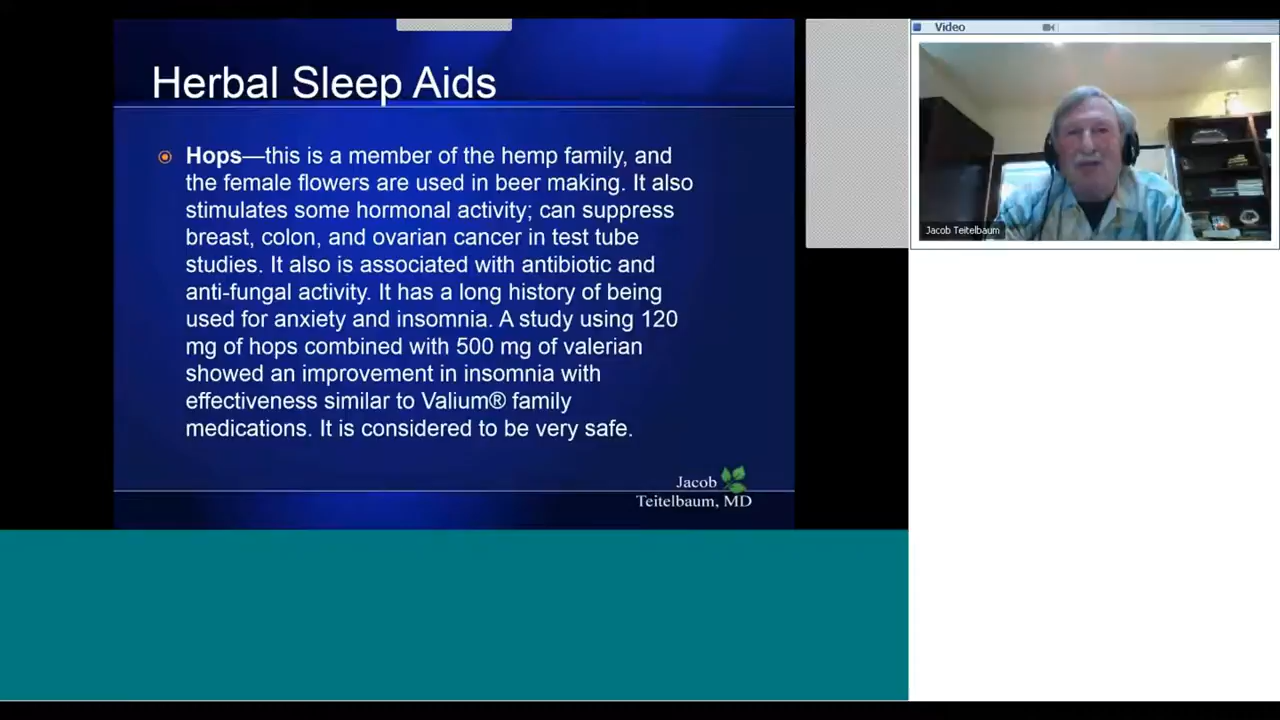 Herbal Sleep Aids
Hops—this is a member of the hemp family, and
the female flowers are used in beer making. It also
stimulates some hormonal activity; can suppress
breast, colon, and ovarian cancer in test tube
studies. It also is associated with antibiotic and
anti-fungal activity. It has a long history of being
used for anxiety and insomnia. A study using 120
mg of hops combined with 500 mg of valerian
showed an improvement in insomnia with
effectiveness similar to Valium® family
medications. It is considered to be very safe.
Jacob
Teitelbaum, MD
Video
Jacob Teitelbaum